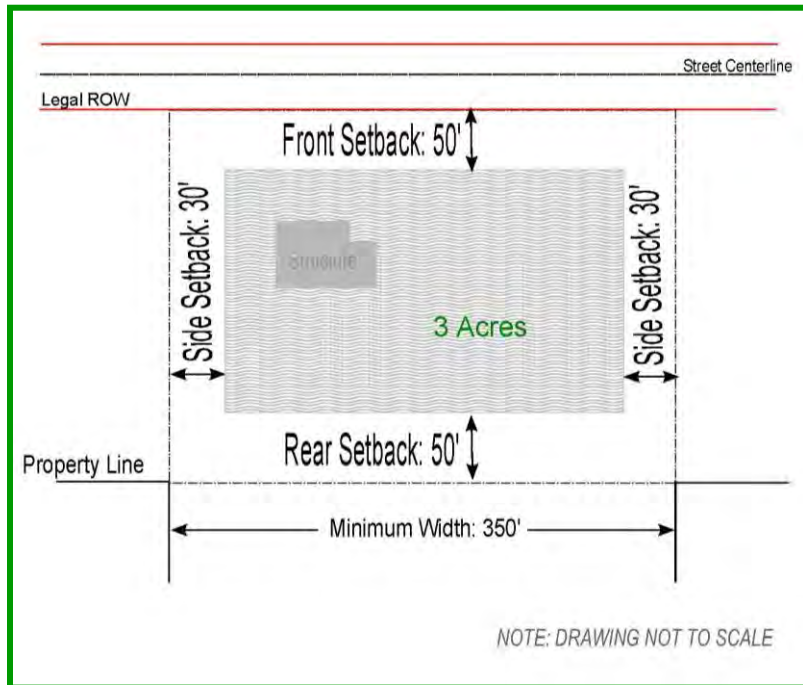 Street Centerline
Legal ROW
Front Setback: 50'
Side Setback: 30'
Structure
Side Setback: 30'
3 Acres
Rear Setback: 50'
Property Line
Minimum Width: 350'
NOTE: DRAWING NOT TO SCALE